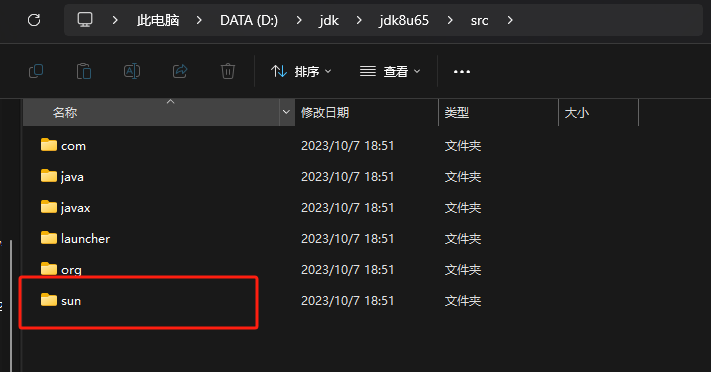 此电脑 > DATA (D:) > jdk > jdk8u65 > src >
排序 查看
名称 修改日期 类型 大小
com 2023/10/7 18:51 文件夹
java 2023/10/7 18:51 文件夹
javax 2023/10/7 18:51 文件夹
launcher 2023/10/7 18:51 文件夹
org 2023/10/7 18:51 文件夹
sun 2023/10/7 18:51 文件夹